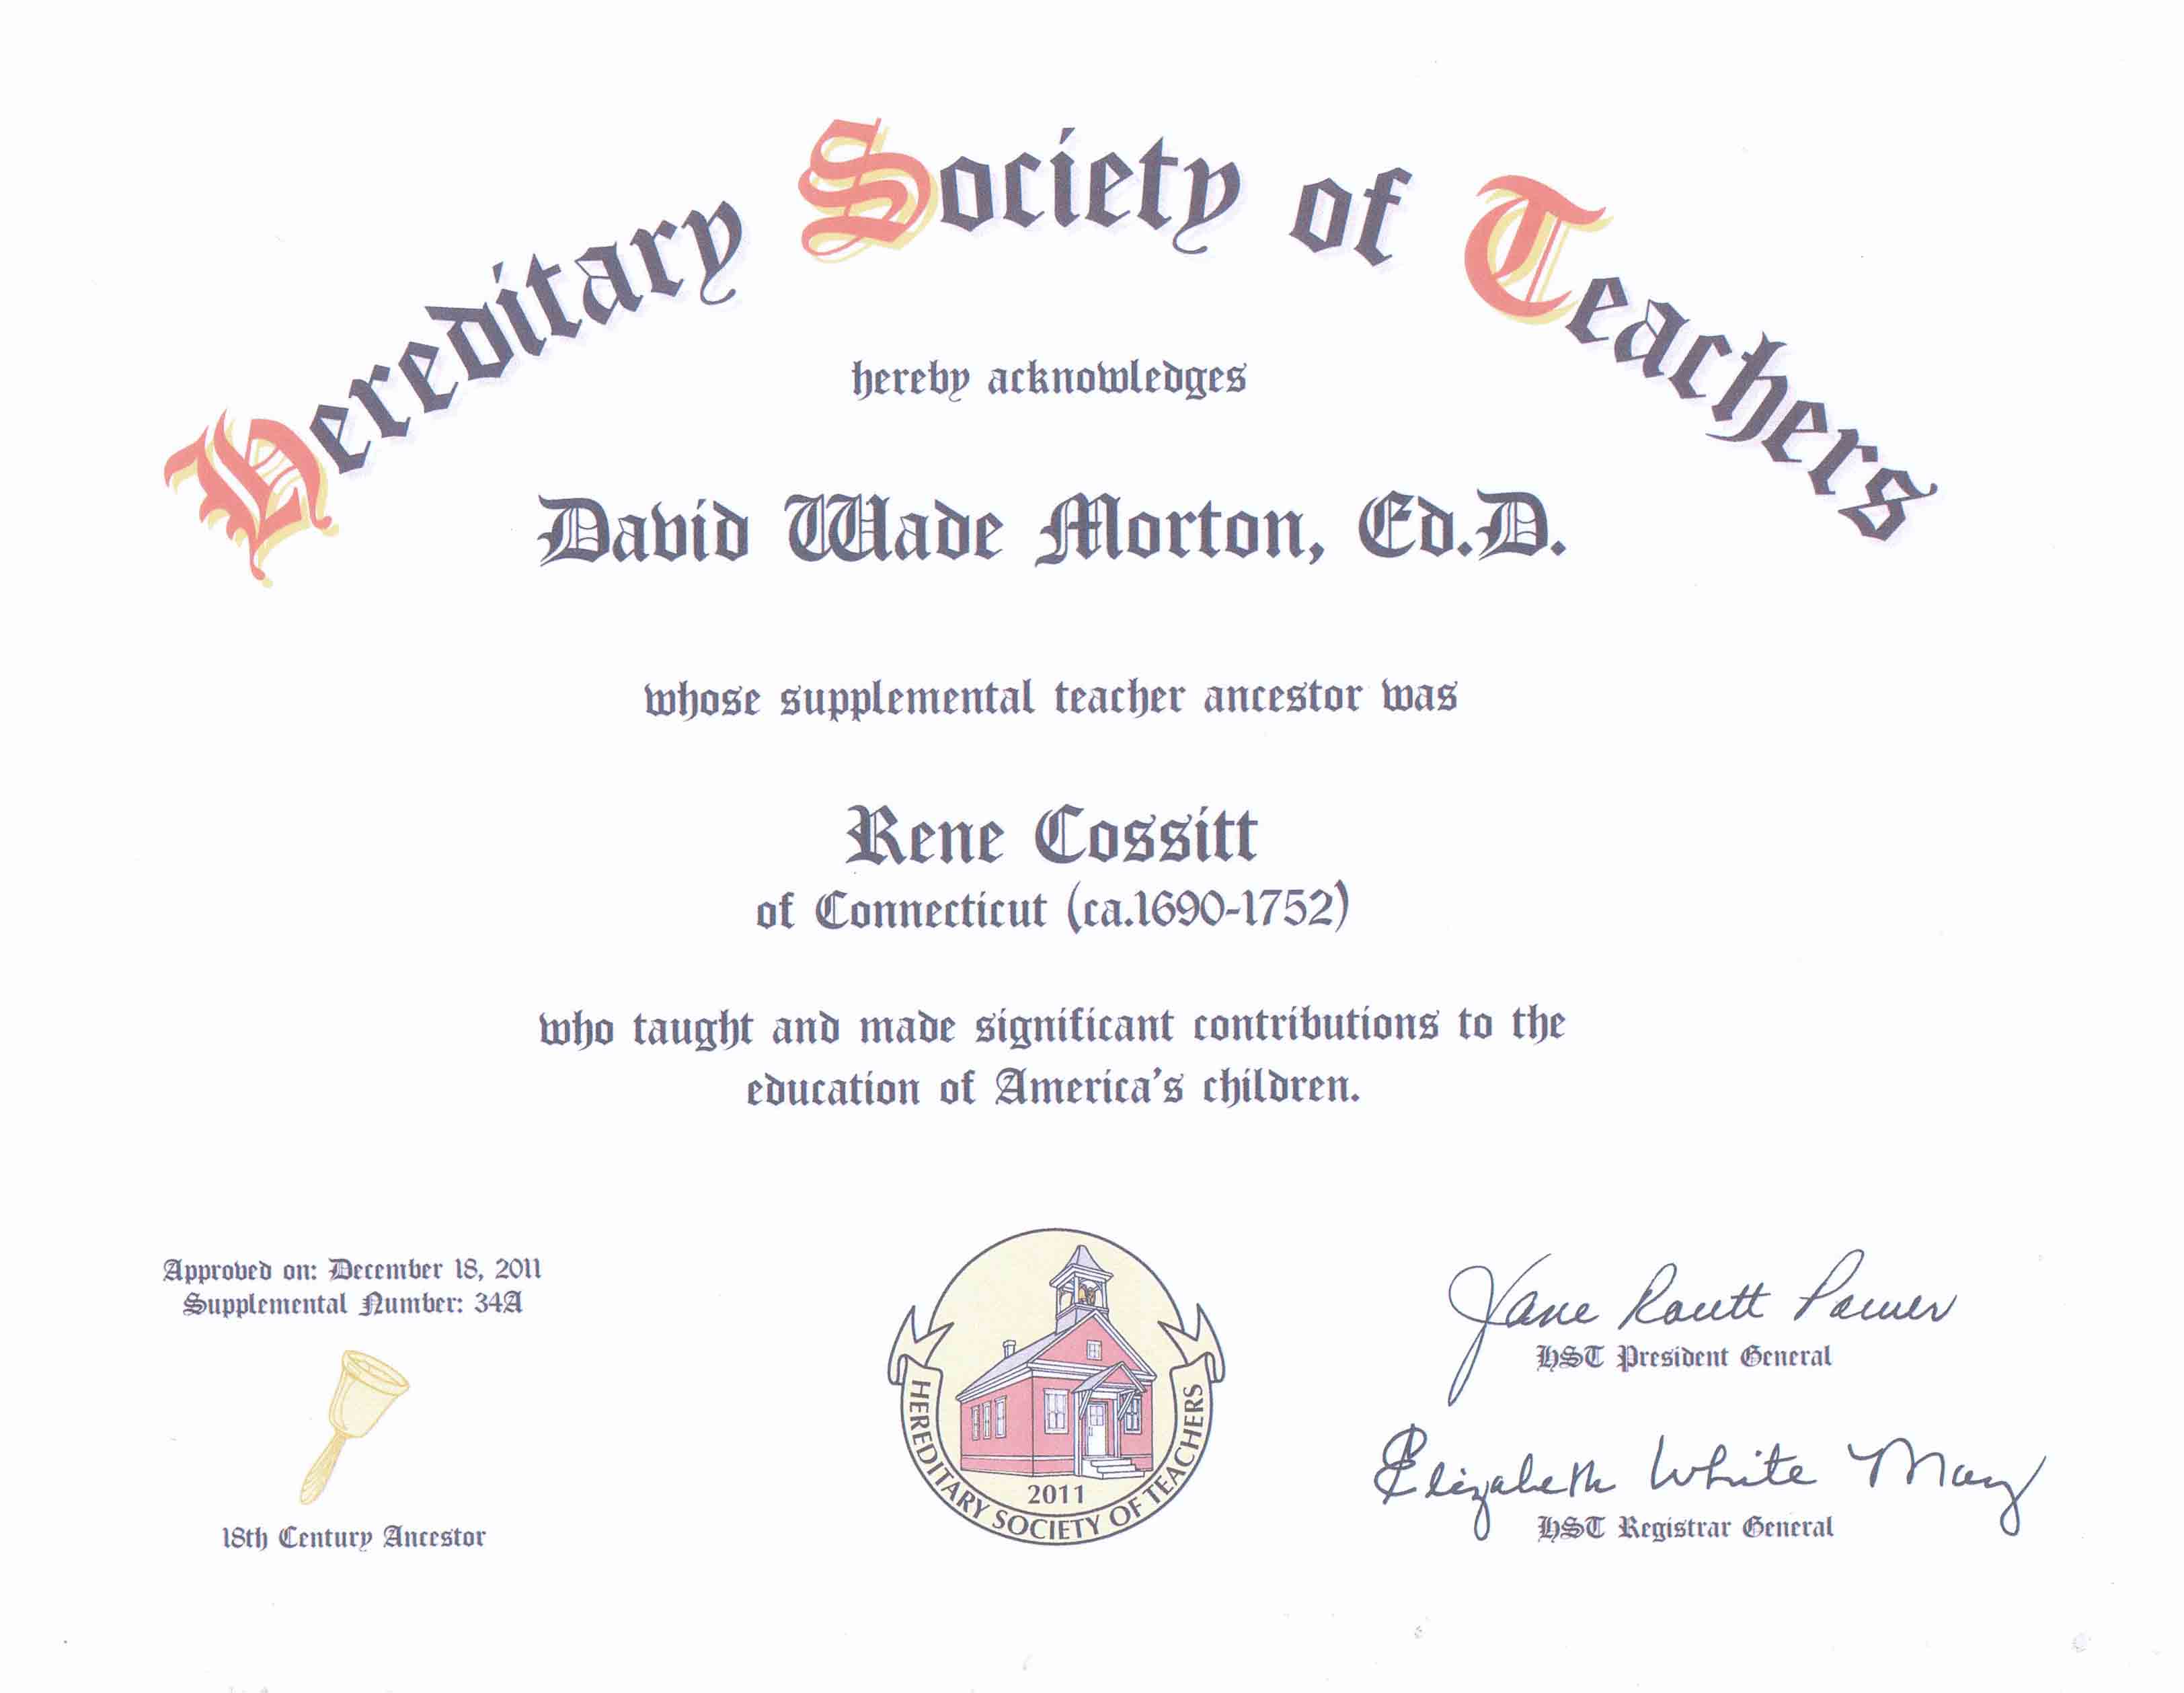 Hereditary Society of Teachers
hereby acknowledges
David Wade Morton, Ed.D.
whose supplemental teacher ancestor was
Rene Cossitt
of Connecticut (ca.1690-1752)
who taught and made significant contributions to the
education of America's children.
Approved on: December 18, 2011
Supplemental Number: 34A
18th Century Ancestor
2011
HEREDITARY SOCIETY OF TEACHERS
Jane Routt Power
HST President General
Elizabeth White May
HST Registrar General